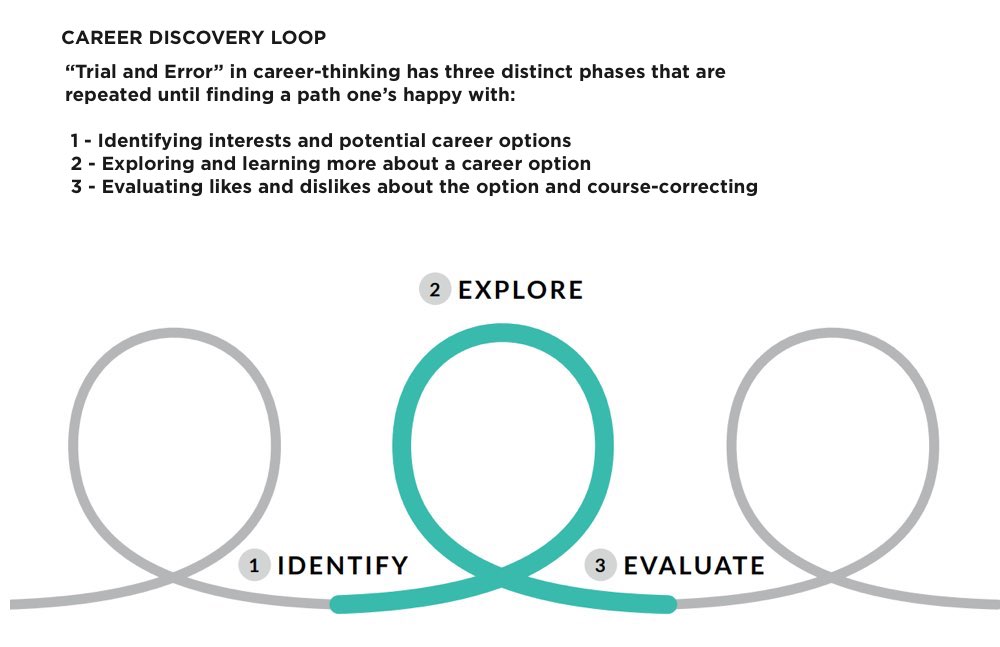 CAREER DISCOVERY LOOP
“Trial and Error” in career-thinking has three distinct phases that are
repeated until finding a path one’s happy with:
1 - Identifying interests and potential career options
2 - Exploring and learning more about a career option
3 - Evaluating likes and dislikes about the option and course-correcting
2 EXPLORE
1 IDENTIFY
3 EVALUATE